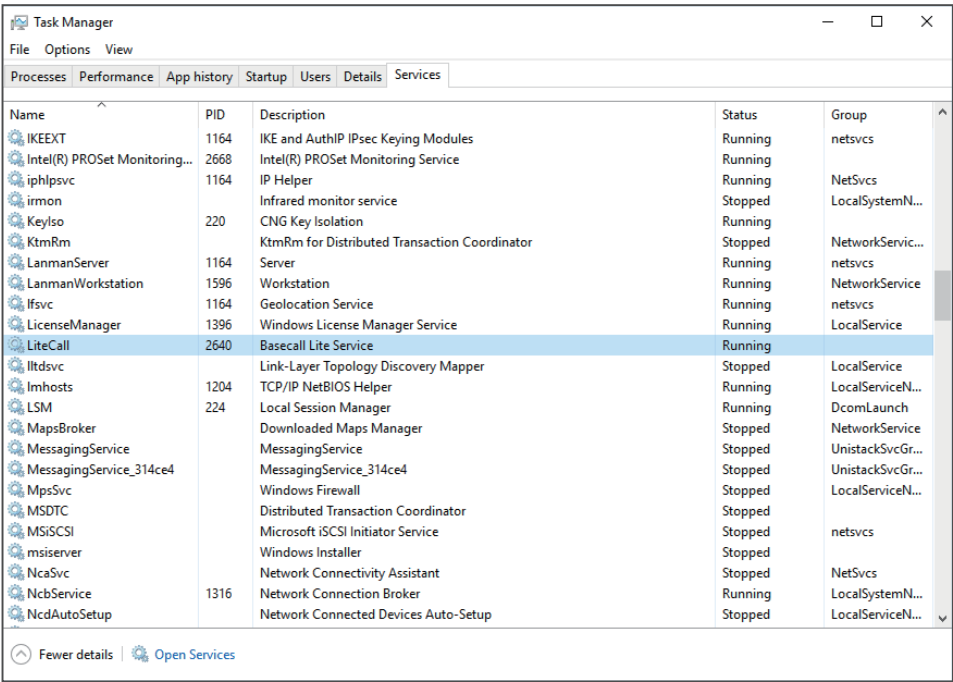 Task Manager
File Options View
Processes Performance App history Startup Users Details Services
Name PID Description Status Group
IKEEXT 1164 IKE and AuthIP IPsec Keying Modules Running netsvcs
Intel(R) PROSet Monitoring... 2668 Intel(R) PROSet Monitoring Service Running
iphlpsvc 1164 IP Helper Running NetSvcs
irmon Infrared monitor service Stopped LocalSystemN...
KeyIso 220 CNG Key Isolation Running
KtmRm KtmRm for Distributed Transaction Coordinator Stopped NetworkServic...
LanmanServer 1164 Server Running netsvcs
LanmanWorkstation 1596 Workstation Running NetworkService
lfsvc 1164 Geolocation Service Running netsvcs
LicenseManager 1396 Windows License Manager Service Running LocalService
LiteCall 2640 Basecall Lite Service Running
lltdsvc Link-Layer Topology Discovery Mapper Stopped LocalService
lmhosts 1204 TCP/IP NetBIOS Helper Running LocalServiceN...
LSM 224 Local Session Manager Running DcomLaunch
MapsBroker Downloaded Maps Manager Stopped NetworkService
MessagingService MessagingService Stopped UnistackSvcGr...
MessagingService_314ce4 MessagingService_314ce4 Stopped UnistackSvcGr...
MpsSvc Windows Firewall Stopped LocalServiceN...
MSDTC Distributed Transaction Coordinator Stopped
MSiSCSI Microsoft iSCSI Initiator Service Stopped netsvcs
msiserver Windows Installer Stopped
NcaSvc Network Connectivity Assistant Stopped NetSvcs
NcbService 1316 Network Connection Broker Running LocalSystemN...
NcdAutoSetup Network Connected Devices Auto-Setup Stopped LocalServiceN...
Fewer details Open Services